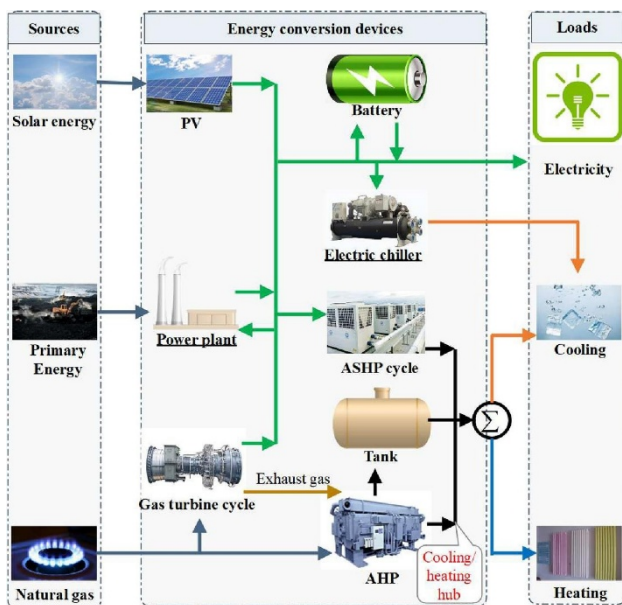 Sources
Energy conversion devices
Loads
Solar energy
PV
Battery
Electricity
Electric chiller
Primary
Energy
Power plant
ASHP cycle
Cooling
Σ
Tank
Gas turbine cycle
Exhaust gas
Natural gas
AHP
Cooling/
heating
hub
Heating